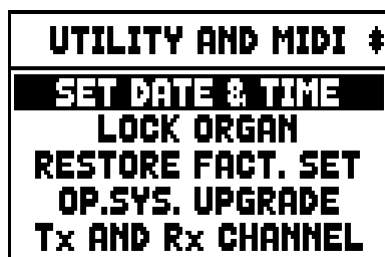 UTILITY AND MIDI
SET DATE & TIME
LOCK ORGAN
RESTORE FACT. SET
OP.SYS. UPGRADE
Tx AND Rx CHANNEL